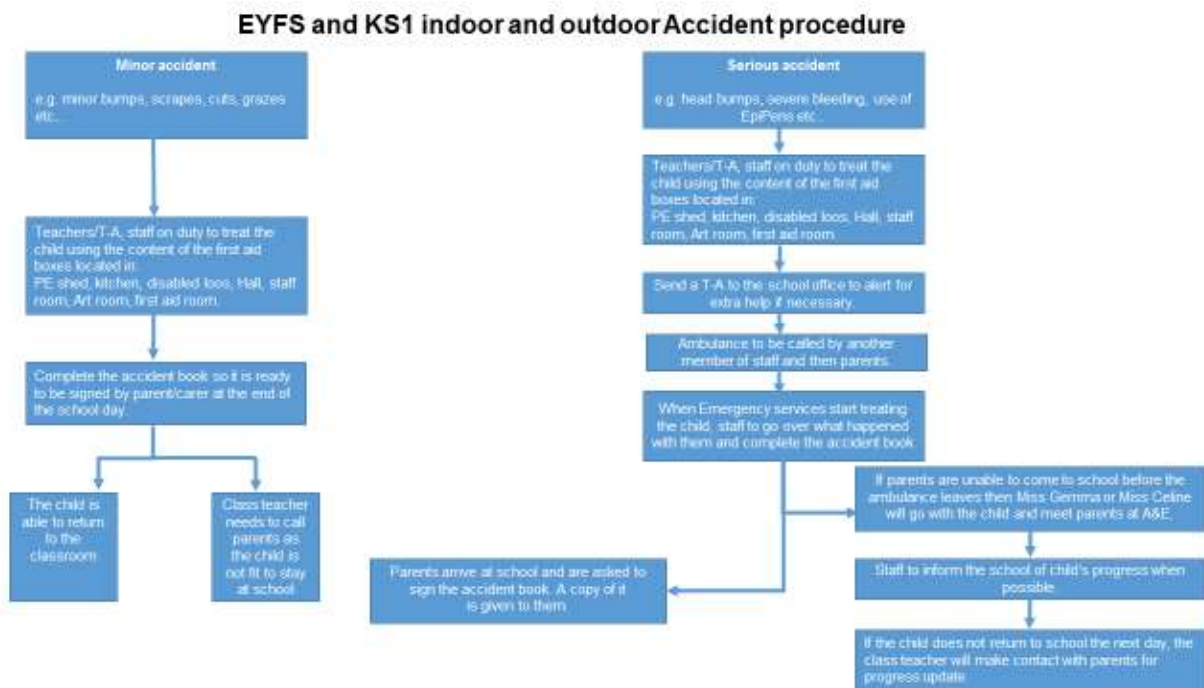 EYFS and KS1 indoor and outdoor Accident procedure
Minor accident
e.g. minor bumps, scrapes, cuts, grazes
etc...
Teachers/T-A, staff on duty to treat the
child using the content of the first aid
boxes located in:
PE shed, kitchen, disabled loos, Hall, staff
room, Art room, first aid room.
Complete the accident book so it is ready
to be signed by parent/carer at the end of
the school day.
The child is
able to return
to the
classroom
Class teacher
needs to call
parents as
the child is
not fit to stay
at school
Serious accident
e.g. head bumps, severe bleeding, use of
EpiPens etc...
Teachers/T-A, staff on duty to treat the
child using the content of the first aid
boxes located in:
PE shed, kitchen, disabled loos, Hall, staff
room, Art room, first aid room
Send a T-A to the school office to alert for
extra help if necessary.
Ambulance to be called by another
member of staff and then parents
When Emergency services start treating
the child, staff to go over what happened
with them and complete the accident book
Parents arrive at school and are asked to
sign the accident book. A copy of it
is given to them
If parents are unable to come to school before the
ambulance leaves then Miss Gemma or Miss Celine
will go with the child and meet parents at A&E.
Staff to inform the school of child's progress when
possible
If the child does not return to school the next day, the
class teacher will make contact with parents for
progress update